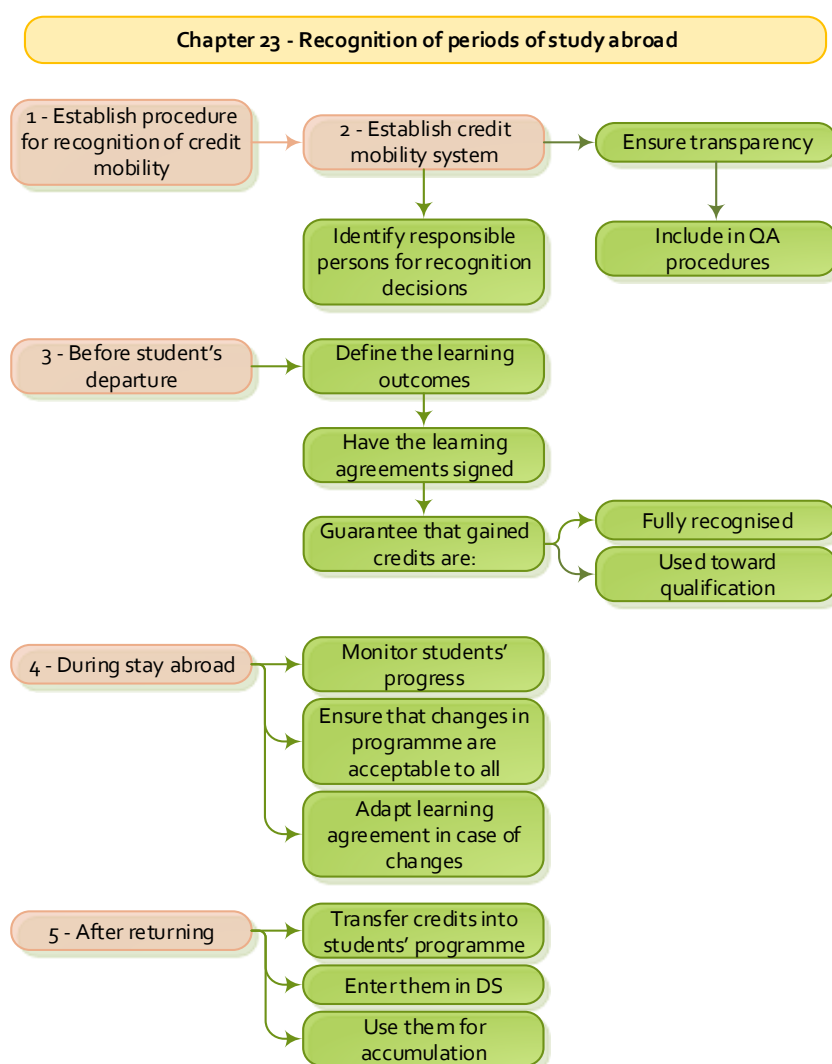 Chapter 23 - Recognition of periods of study abroad
1 - Establish procedure
for recognition of credit
mobility
2 - Establish credit
mobility system
Ensure transparency
Identify responsible
persons for recognition
decisions
Include in QA
procedures
3 - Before student's
departure
Define the learning
outcomes
Have the learning
agreements signed
Guarantee that gained
credits are:
Fully recognised
Used toward
qualification
4 - During stay abroad
Monitor students'
progress
Ensure that changes in
programme are
acceptable to all
Adapt learning
agreement in case of
changes
5 - After returning
Transfer credits into
students' programme
Enter them in DS
Use them for
accumulation